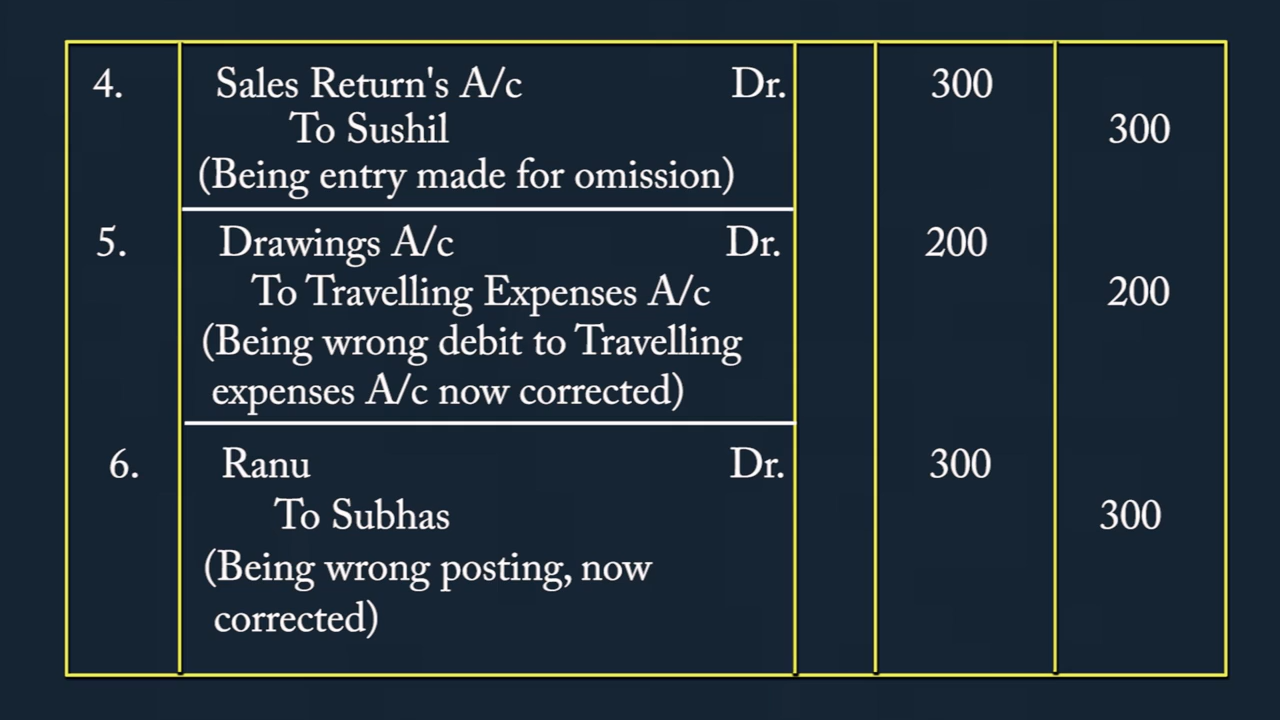 4. Sales Return's A/c Dr. 300
To Sushil 300
(Being entry made for omission)
5. Drawings A/c Dr. 200
To Travelling Expenses A/c 200
(Being wrong debit to Travelling
expenses A/c now corrected)
6. Ranu Dr. 300
To Subhas 300
(Being wrong posting, now
corrected)